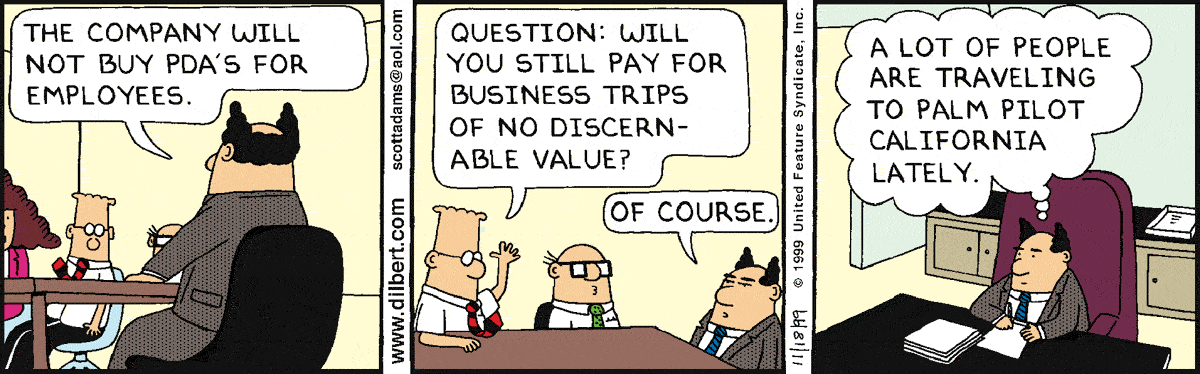 THE COMPANY WILL
NOT BUY PDA'S FOR
EMPLOYEES.
www.dilbert.com scottadams@aol.com
QUESTION: WILL
YOU STILL PAY FOR
BUSINESS TRIPS
OF NO DISCERN-
ABLE VALUE?
OF COURSE.
11/18/99 © 1999 United Feature Syndicate, Inc.
A LOT OF PEOPLE
ARE TRAVELING
TO PALM PILOT
CALIFORNIA
LATELY.